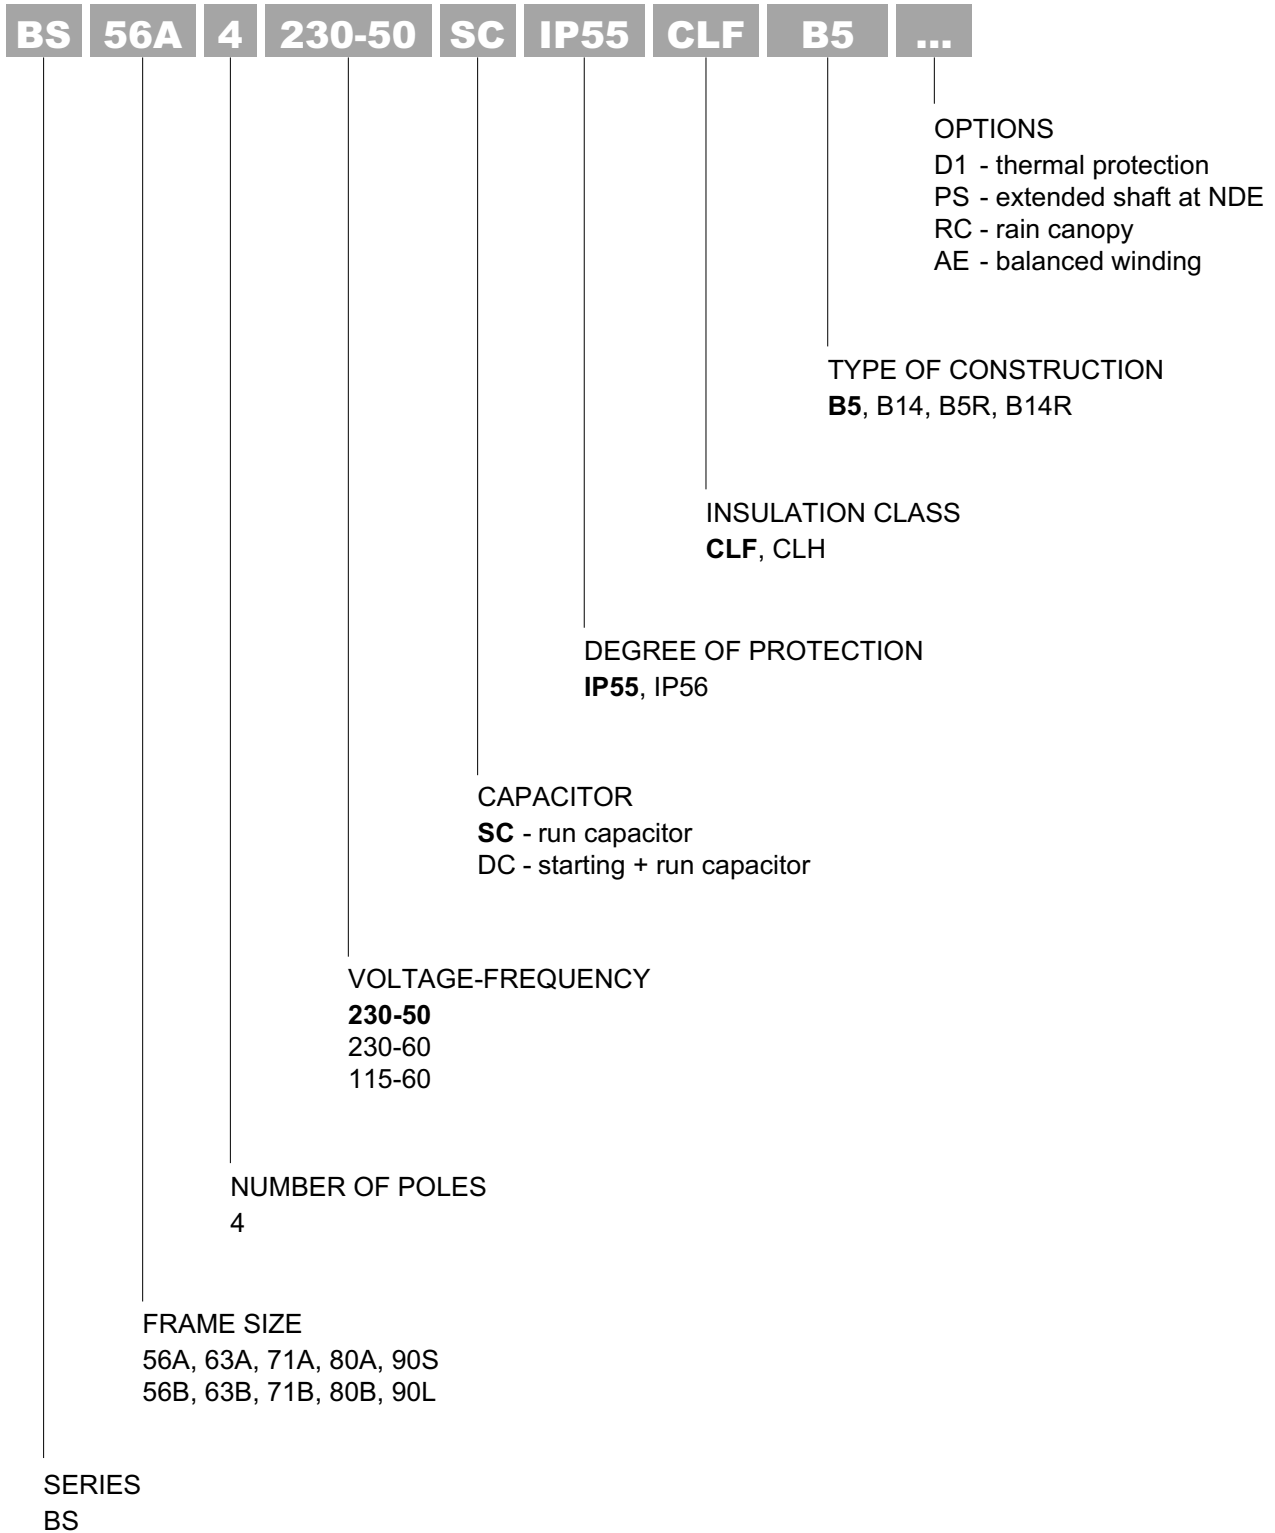 BS 56A 4 230-50 SC IP55 CLF B5 ...
OPTIONS
D1 - thermal protection
PS - extended shaft at NDE
RC - rain canopy
AE - balanced winding
TYPE OF CONSTRUCTION
B5, B14, B5R, B14R
INSULATION CLASS
CLF, CLH
DEGREE OF PROTECTION
IP55, IP56
CAPACITOR
SC - run capacitor
DC - starting + run capacitor
VOLTAGE-FREQUENCY
230-50
230-60
115-60
NUMBER OF POLES
4
FRAME SIZE
56A, 63A, 71A, 80A, 90S
56B, 63B, 71B, 80B, 90L
SERIES
BS